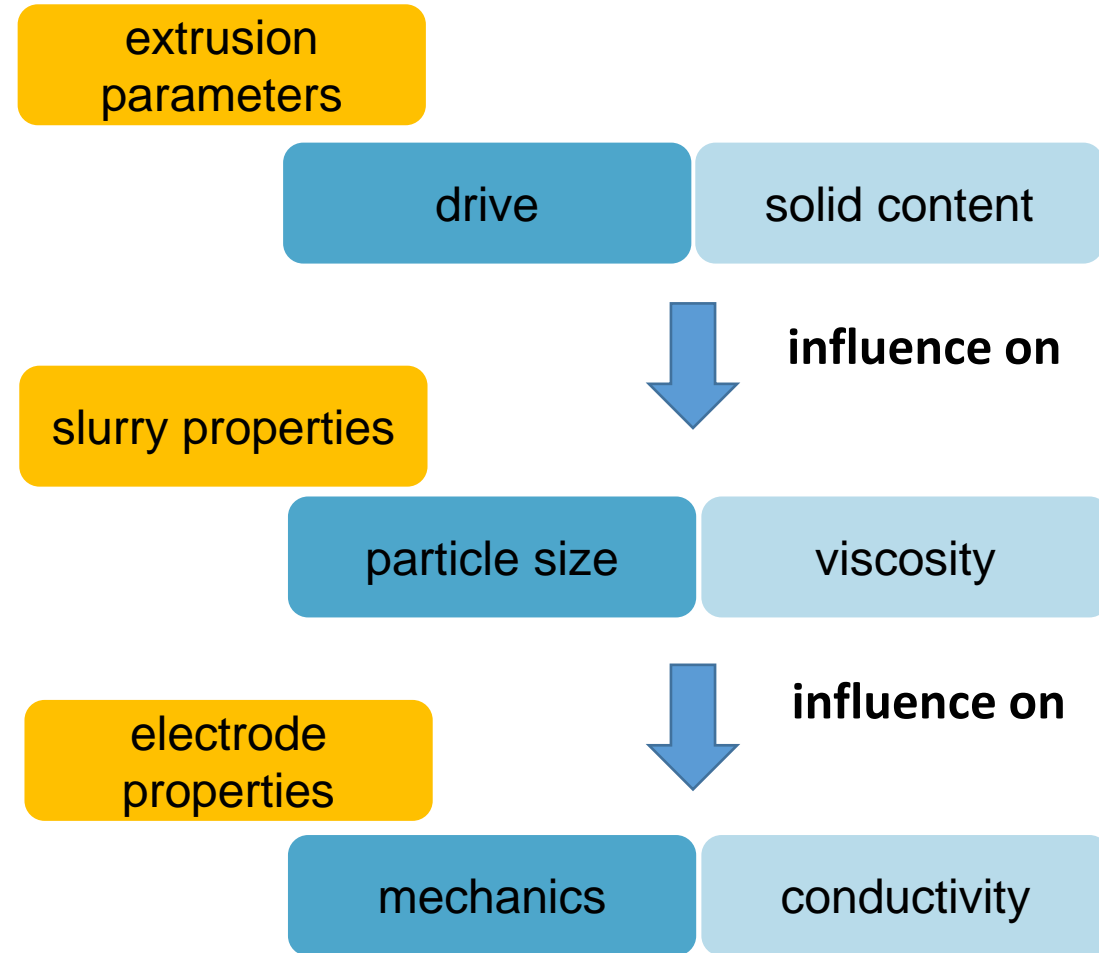 extrusion
parameters
drive
solid content
influence on
slurry properties
particle size
viscosity
influence on
electrode
properties
mechanics
conductivity